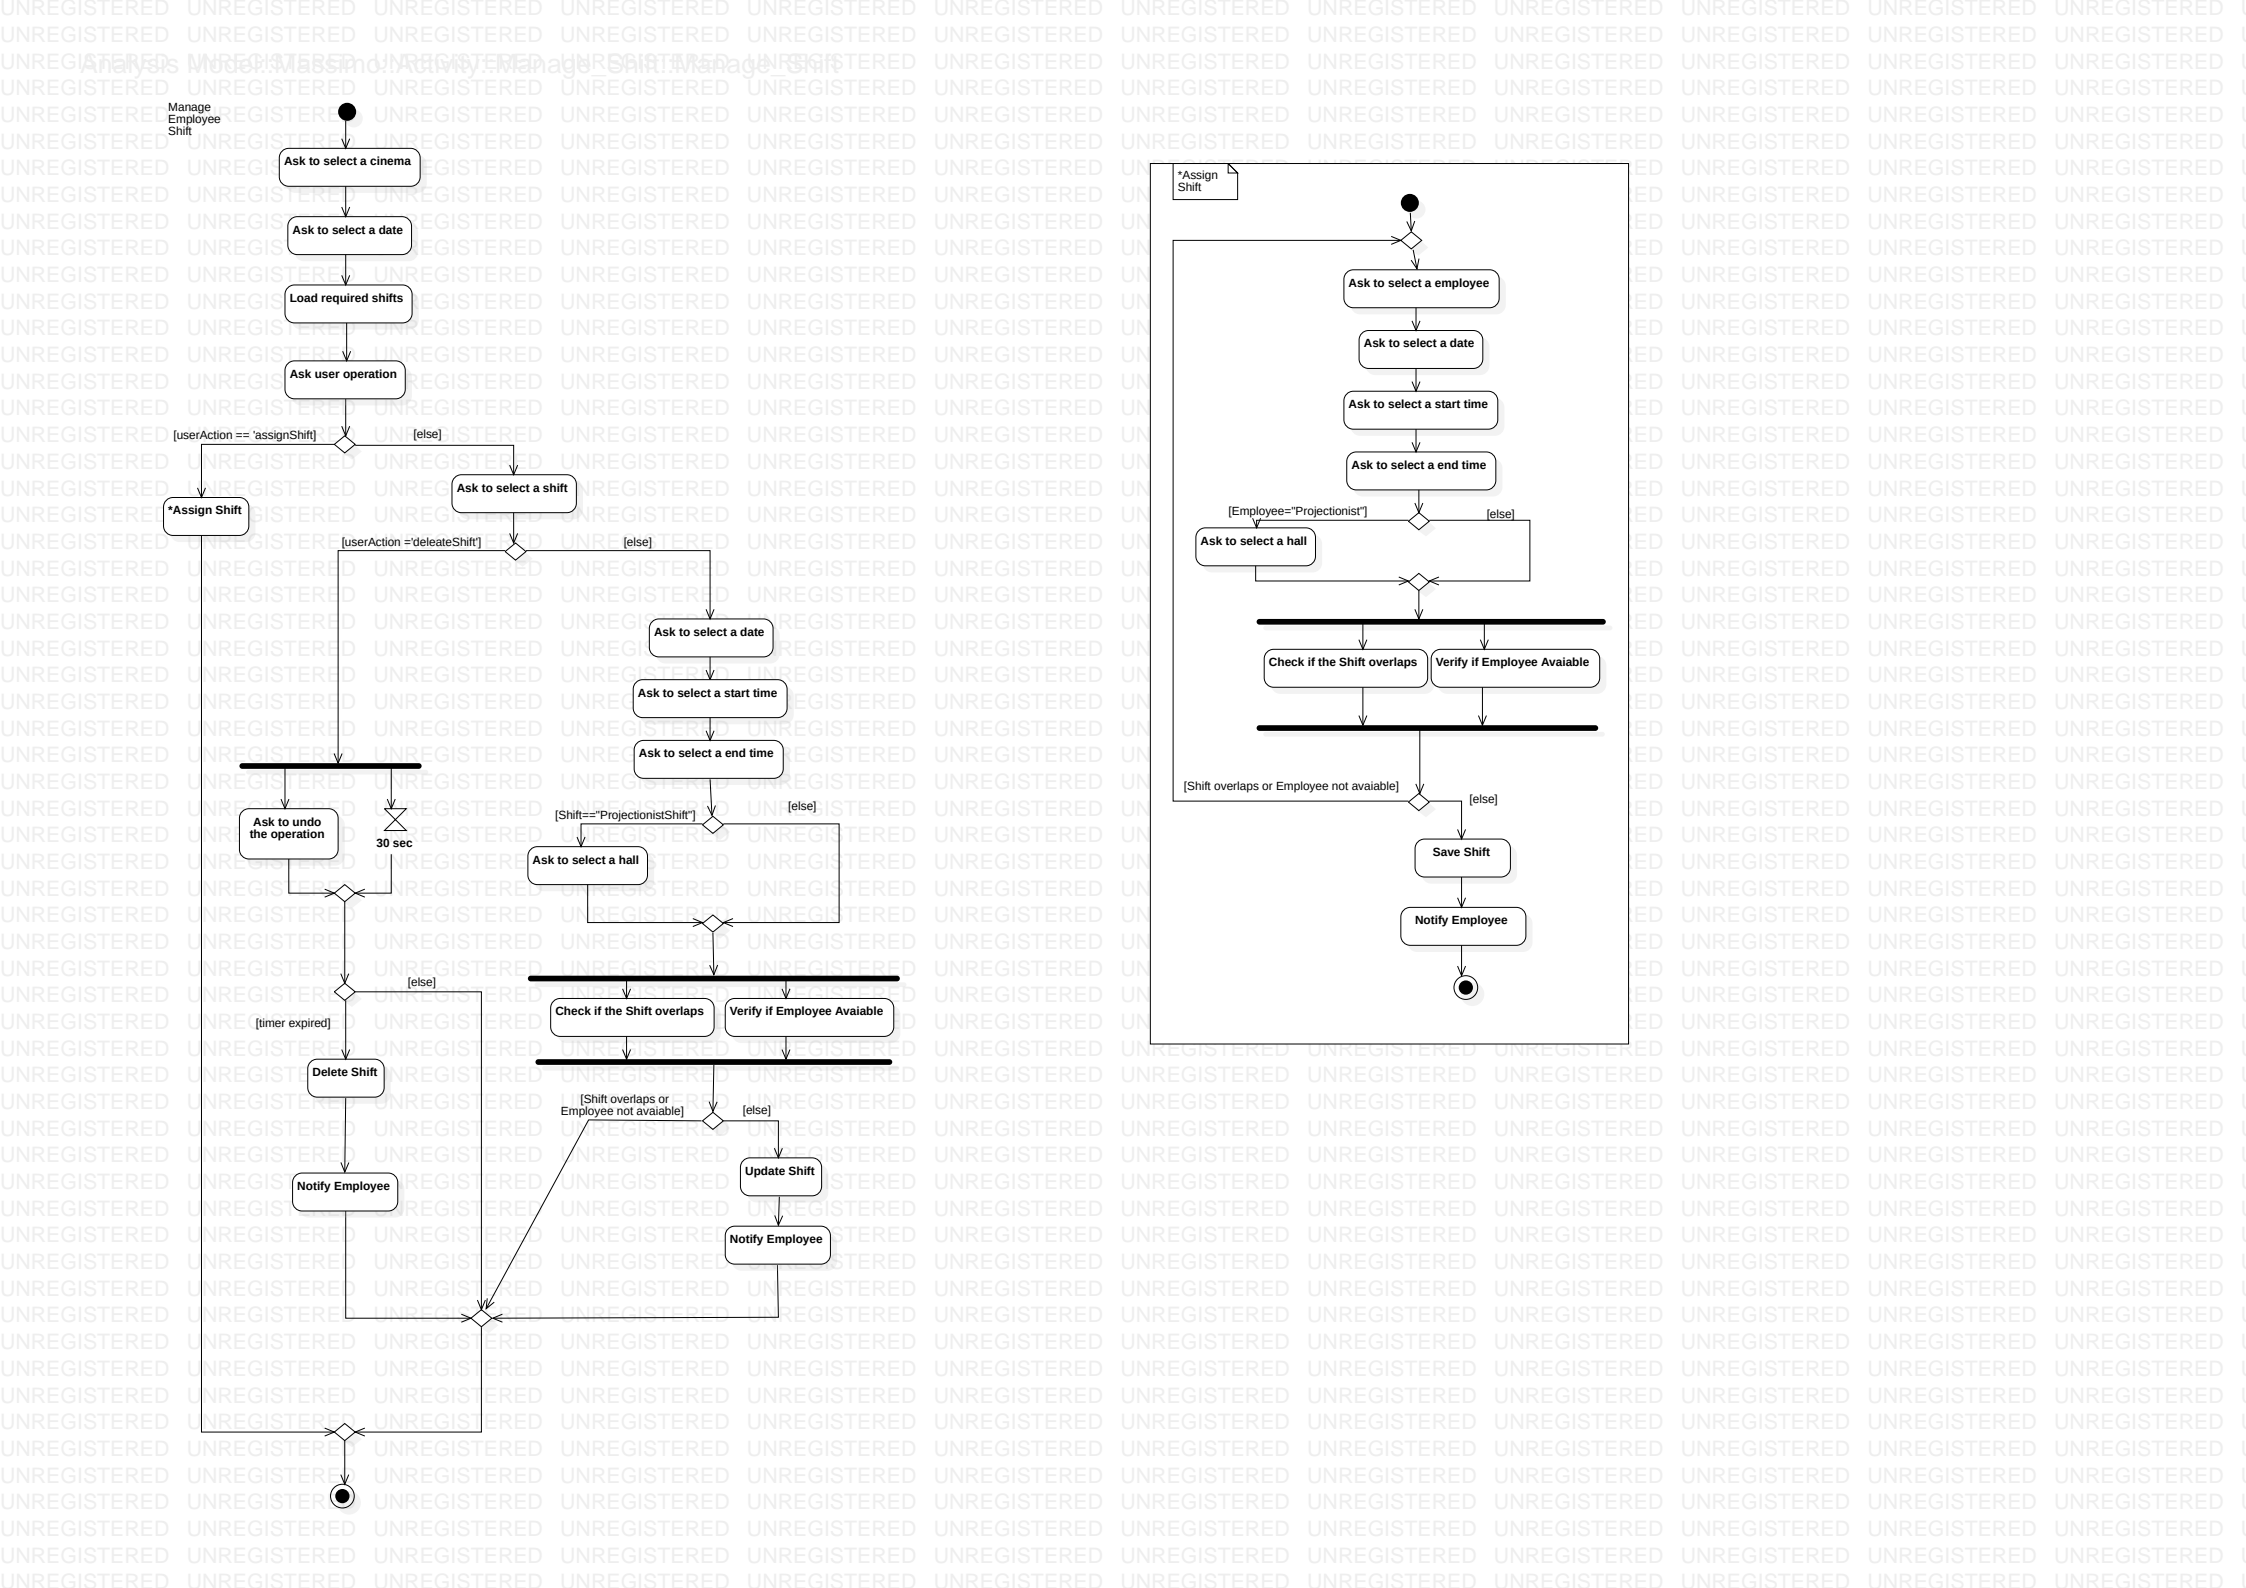 Analysis Model::Massimo::Activity::Manage_Shift::Manage_Shift
Manage
Employee
Shift
Ask to select a cinema
Ask to select a date
Load required shifts
Ask user operation
[userAction == 'assignShift]
[else]
Ask to select a shift
*Assign Shift
[userAction ='deleateShift']
[else]
Ask to select a date
Ask to select a start time
Ask to select a end time
Ask to undo
the operation
30 sec
[Shift=="ProjectionistShift"]
[else]
Ask to select a hall
[else]
[timer expired]
Check if the Shift overlaps
Verify if Employee Avaiable
Delete Shift
[Shift overlaps or
Employee not avaiable]
[else]
Update Shift
Notify Employee
Notify Employee
*Assign
Shift
Ask to select a employee
Ask to select a date
Ask to select a start time
Ask to select a end time
[Employee="Projectionist"]
[else]
Ask to select a hall
Check if the Shift overlaps
Verify if Employee Avaiable
[Shift overlaps or Employee not avaiable]
[else]
Save Shift
Notify Employee
UNREGISTERED